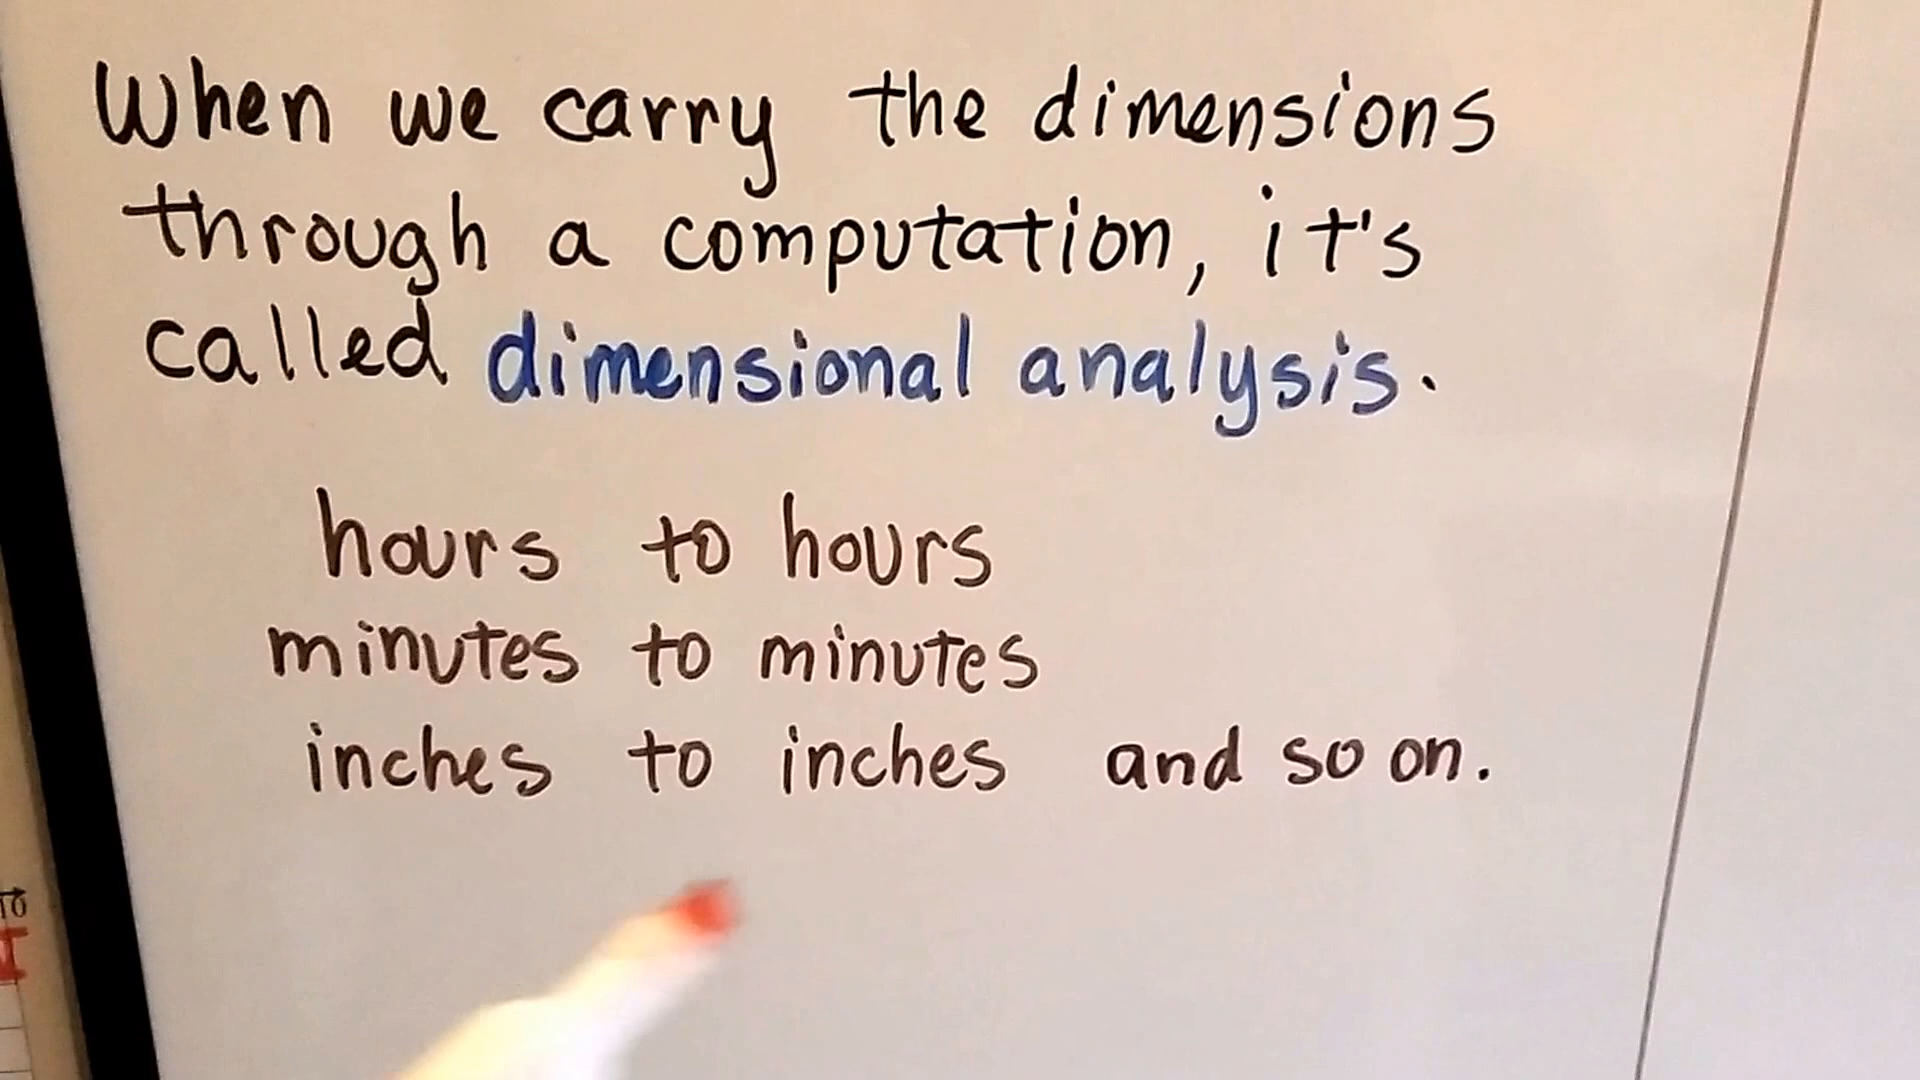 When we carry the dimensions
through a computation, it's
called dimensional analysis.
hours to hours
minutes to minutes
inches to inches and so on.
10